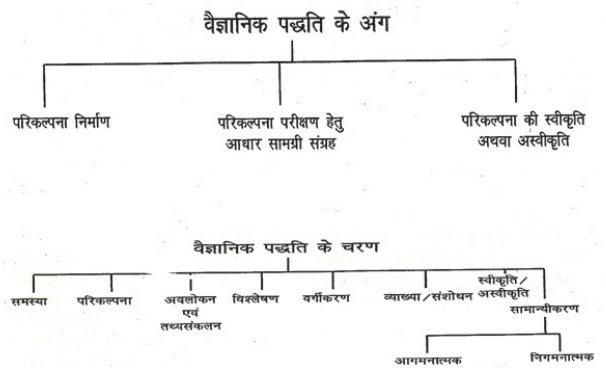 वैज्ञानिक पद्धति के अंग
परिकल्पना निर्माण
परिकल्पना परीक्षण हेतु
आधार सामग्री संग्रह
परिकल्पना की स्वीकृति
अथवा अस्वीकृति
वैज्ञानिक पद्धति के चरण
समस्या
परिकल्पना
अवलोकन
एवं
तथ्यसंकलन
विश्लेषण
वर्गीकरण
व्याख्या/संशोधन
स्वीकृति/
अस्वीकृति
सामान्यीकरण
आगमनात्मक
निगमनात्मक